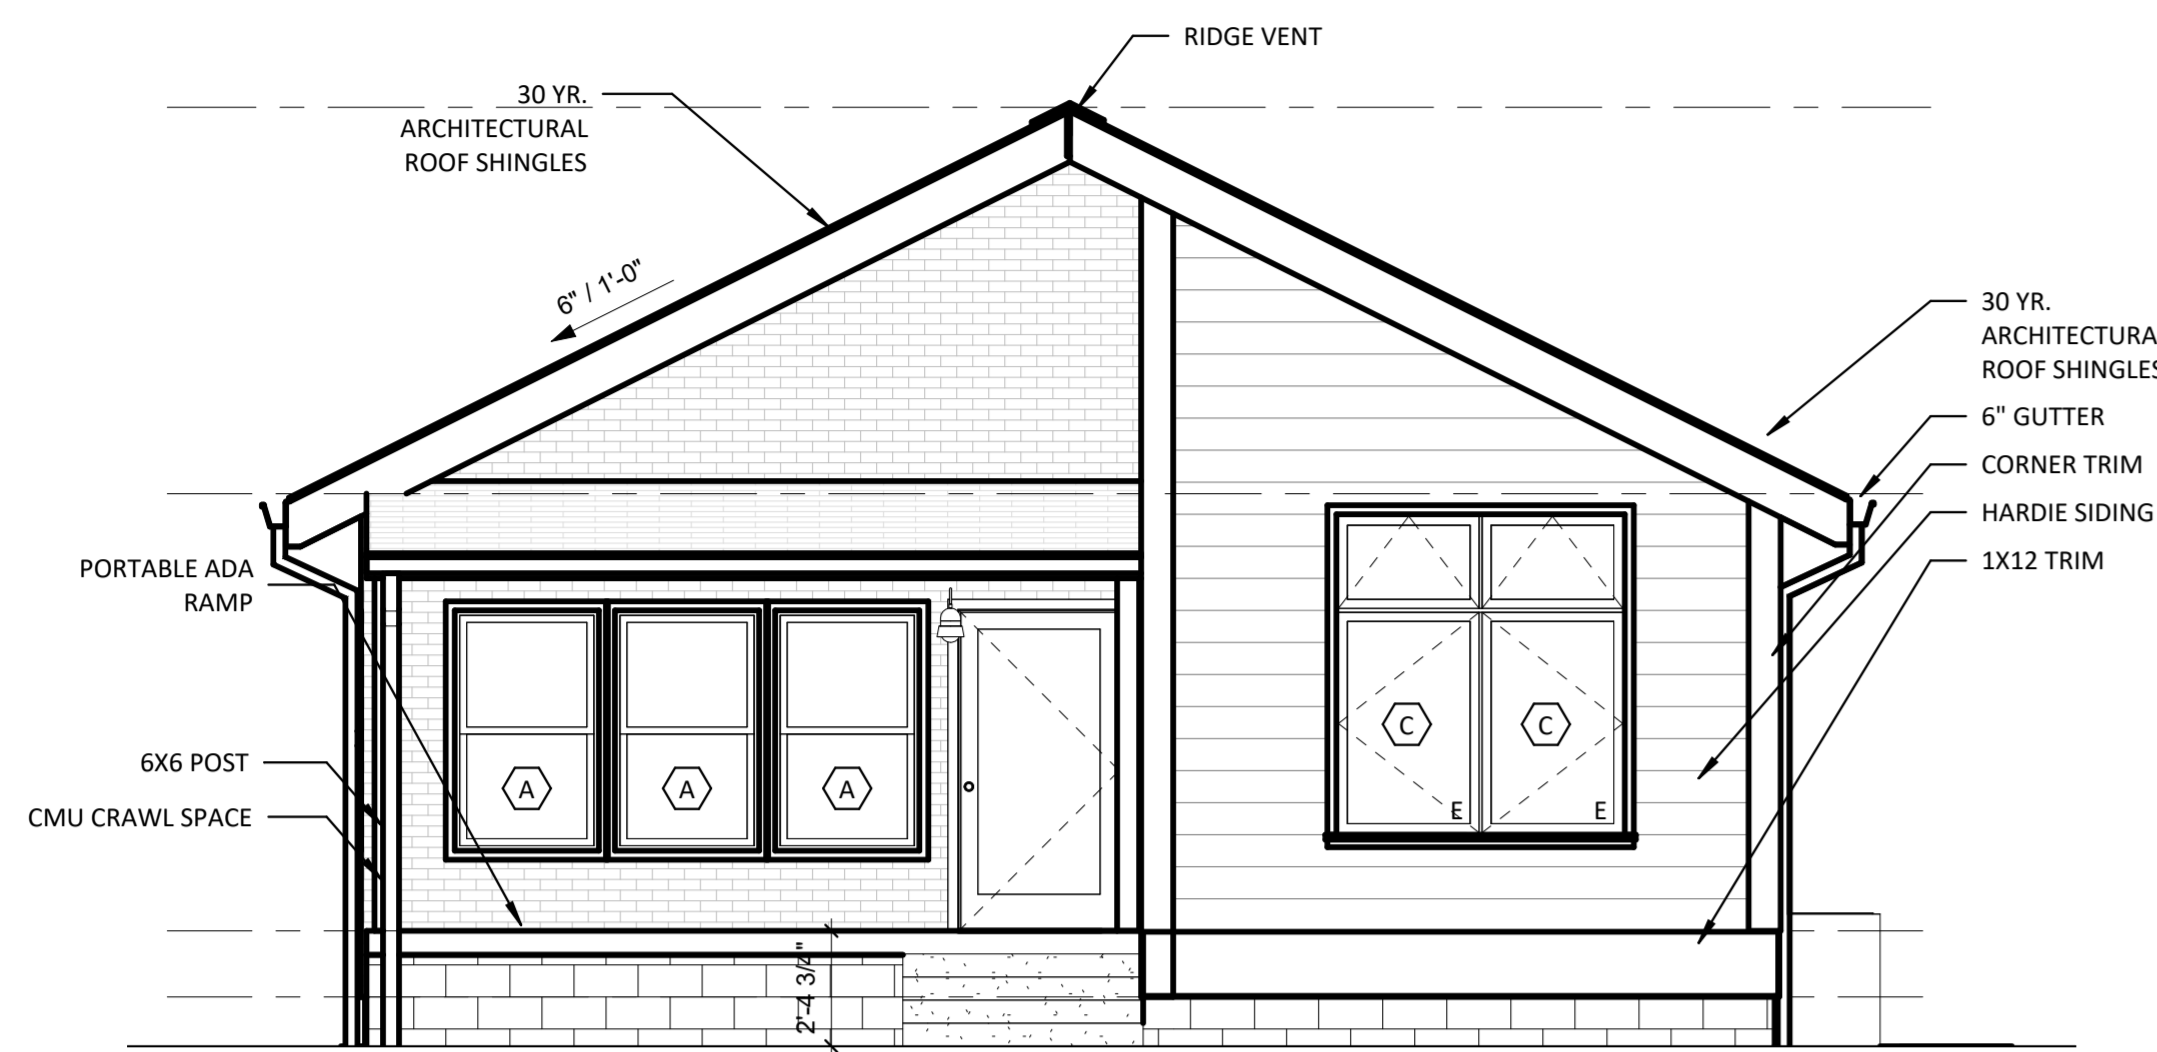 RIDGE VENT
30 YR.
ARCHITECTURAL
ROOF SHINGLES
6" / 1'-0"
30 YR.
ARCHITECTURA
ROOF SHINGLES
6" GUTTER
CORNER TRIM
HARDIE SIDING
1X12 TRIM
PORTABLE ADA
RAMP
6X6 POST
CMU CRAWL SPACE
A
A
A
C
C
E
E
2'-4 3/4"